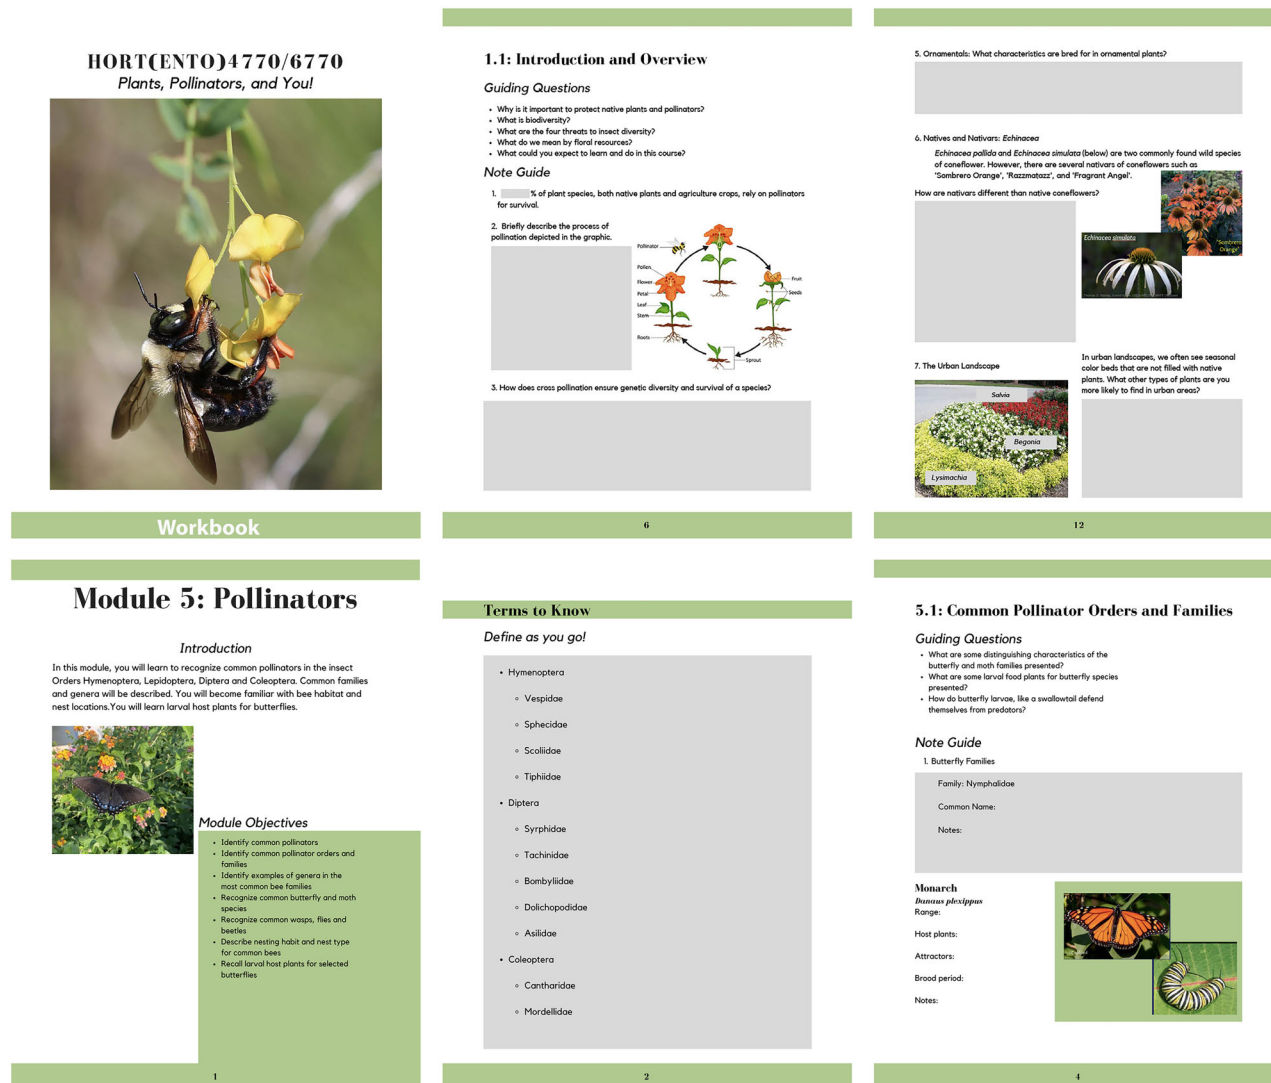 HORT(ENTO)4770/6770
Plants, Pollinators, and You!
Workbook
1.1: Introduction and Overview
Guiding Questions
• Why is it important to protect native plants and pollinators?
• What is biodiversity?
• What are the four threats to insect diversity?
• What do we mean by floral resources?
• What could you expect to learn and do in this course?
Note Guide
1. % of plant species, both native plants and agriculture crops, rely on pollinators
for survival.
2. Briefly describe the process of
pollination depicted in the graphic.
Pollinator
Pollen
Flower
Petal
Leaf
Stem
Roots
Fruit
Seeds
Sprout
3. How does cross pollination ensure genetic diversity and survival of a species?
6
5. Ornamentals: What characteristics are bred for in ornamental plants?
6. Natives and Nativars: Echinacea
Echinacea pallida and Echinacea simulata (below) are two commonly found wild species
of coneflower. However, there are several nativars of coneflowers such as
'Sombrero Orange', 'Razzmatazz', and 'Fragrant Angel'.
How are nativars different than native coneflowers?
"Sombrero
Orange"
Echinacea simulata
7. The Urban Landscape
Salvia
Begonia
Lysimachia
In urban landscapes, we often see seasonal
color beds that are not filled with native
plants. What other types of plants are you
more likely to find in urban areas?
12
Module 5: Pollinators
Introduction
In this module, you will learn to recognize common pollinators in the insect
Orders Hymenoptera, Lepidoptera, Diptera and Coleoptera. Common families
and genera will be described. You will become familiar with bee habitat and
nest locations.You will learn larval host plants for butterflies.
Module Objectives
• Identify common pollinators
• Identify common pollinator orders and
families
• Identify examples of genera in the
most common bee families
• Recognize common butterfly and moth
species
• Recognize common wasps, flies and
beetles
• Describe nesting habit and nest type
for common bees
• Recall larval host plants for selected
butterflies
1
Terms to Know
Define as you go!
• Hymenoptera
◦ Vespidae
◦ Sphecidae
◦ Scoliidae
◦ Tiphiidae
• Diptera
◦ Syrphidae
◦ Tachinidae
◦ Bombyliidae
◦ Dolichopodidae
◦ Asilidae
• Coleoptera
◦ Cantharidae
◦ Mordellidae
2
5.1: Common Pollinator Orders and Families
Guiding Questions
• What are some distinguishing characteristics of the
butterfly and moth families presented?
• What are some larval food plants for butterfly species
presented?
• How do butterfly larvae, like a swallowtail defend
themselves from predators?
Note Guide
1. Butterfly Families
Family: Nymphalidae
Common Name:
Notes:
Monarch
Danaus plexippus
Range:
Host plants:
Attractors:
Brood period:
Notes:
4